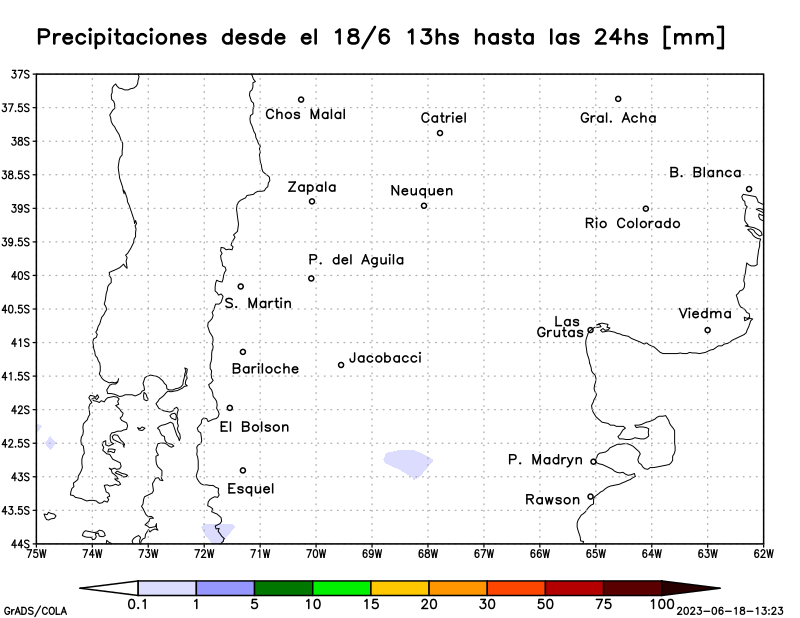 Precipitaciones desde el 18/6 13hs hasta las 24hs [mm]
37S
37.5S
38S
38.5S
39S
39.5S
40S
40.5S
41S
41.5S
42S
42.5S
43S
43.5S
44S
Chos Malal
Catriel
Gral. Acha
B. Blanca
Zapala
Neuquen
Rio Colorado
P. del Aguila
S. Martin
Viedma
Las
Grutas
Jacobacci
Bariloche
El Bolson
P. Madryn
Esquel
Rawson
75W 74W 73W 72W 71W 70W 69W 68W 67W 66W 65W 64W 63W 62W
0.1 1 5 10 15 20 30 50 75 100
GrADS/COLA
2023-06-18-13:23